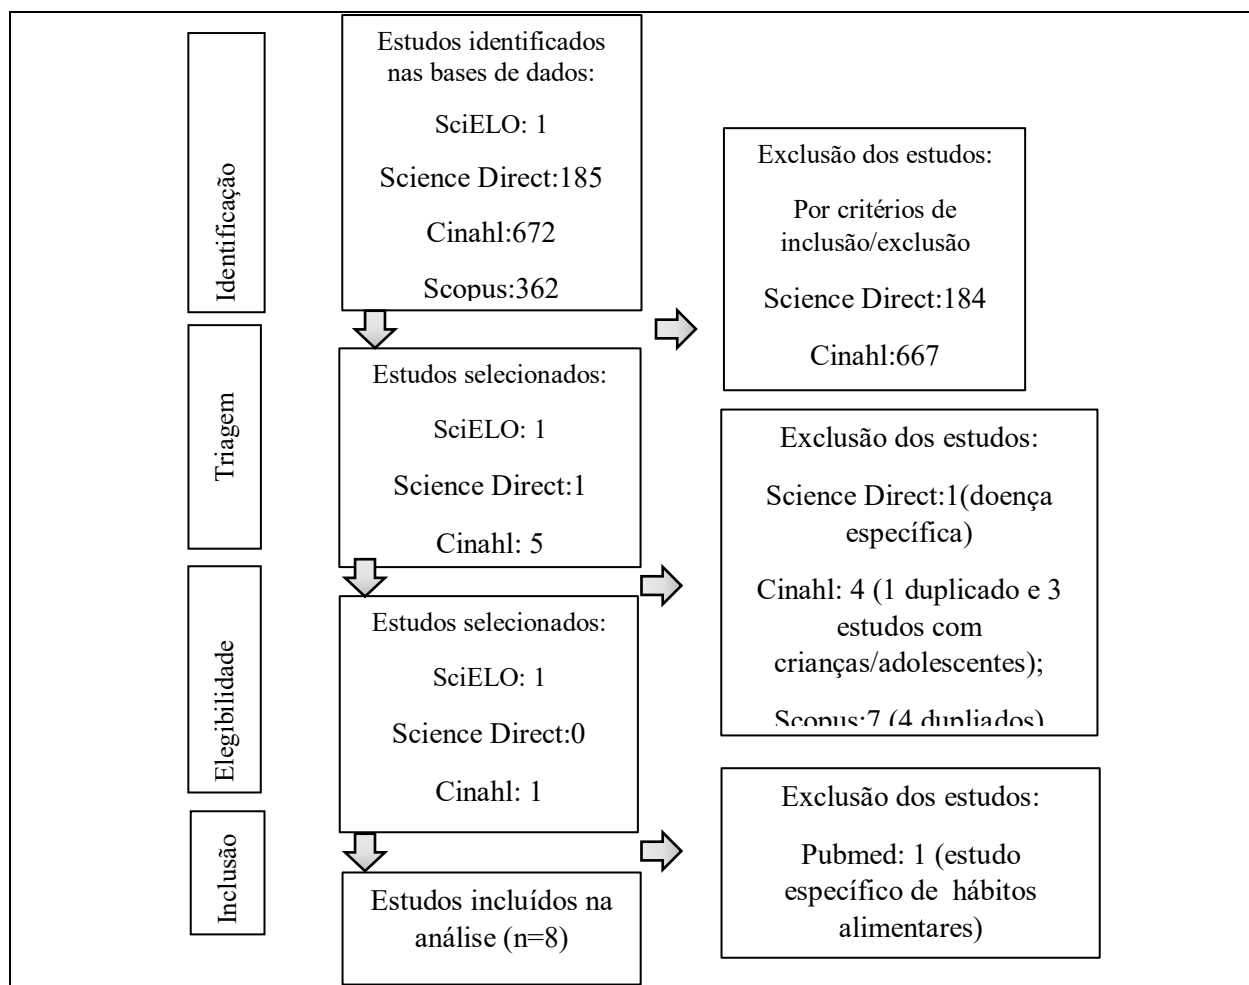 Identificação
Estudos identificados
nas bases de dados:
SciELO: 1
Science Direct:185
Cinahl:672
Scopus:362
Exclusão dos estudos:
Por critérios de
inclusão/exclusão
Science Direct:184
Cinahl:667
Triagem
Estudos selecionados:
SciELO: 1
Science Direct:1
Cinahl: 5
Exclusão dos estudos:
Science Direct:1(doença
específica)
Cinahl: 4 (1 duplicado e 3
estudos com
crianças/adolescentes);
Scopus:7 (4 dupliados)
Elegibilidade
Estudos selecionados:
SciELO: 1
Science Direct:0
Cinahl: 1
Exclusão dos estudos:
Pubmed: 1 (estudo
específico de hábitos
alimentares)
Inclusão
Estudos incluídos na
análise (n=8)